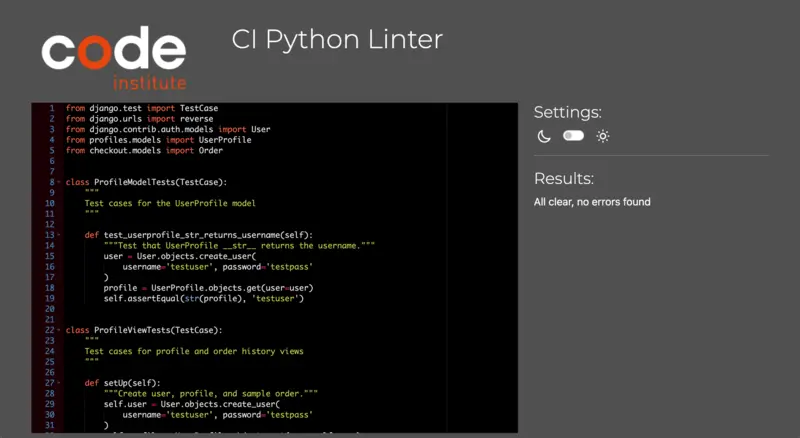 code
institute
CI Python Linter
1 from django.test import TestCase
2 from django.urls import reverse
3 from django.contrib.auth.models import User
4 from profiles.models import UserProfile
5 from checkout.models import Order
6
7
8 class ProfileModelTests(TestCase):
9 """
10 Test cases for the UserProfile model
11 """
12
13 def test_userprofile_str_returns_username(self):
14 """Test that UserProfile __str__ returns the username."""
15 user = User.objects.create_user(
16 username='testuser', password='testpass'
17 )
18 profile = UserProfile.objects.get(user=user)
19 self.assertEqual(str(profile), 'testuser')
20
21
22 class ProfileViewTests(TestCase):
23 """
24 Test cases for profile and order history views
25 """
26
27 def setUp(self):
28 """Create user, profile, and sample order."""
29 self.user = User.objects.create_user(
30 username='testuser', password='testpass'
31 )
Settings:
Results:
All clear, no errors found